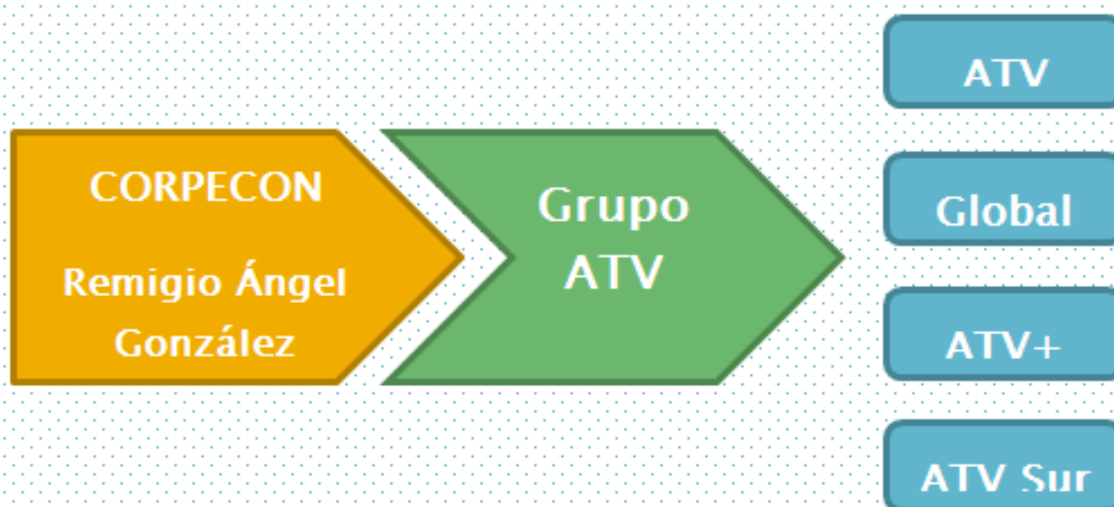 CORPECON
Remigio Ángel
González
Grupo
ATV
ATV
Global
ATV+
ATV Sur